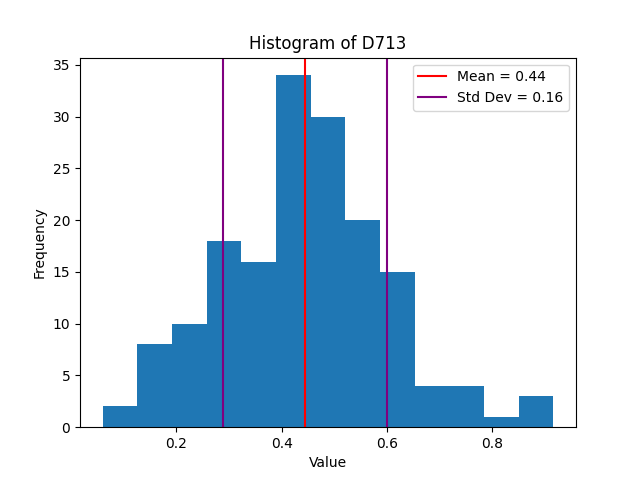 Histogram of D713
Mean = 0.44
Std Dev = 0.16
35
30
25
20
15
10
5
0
Frequency
0.2 0.4 0.6 0.8
Value